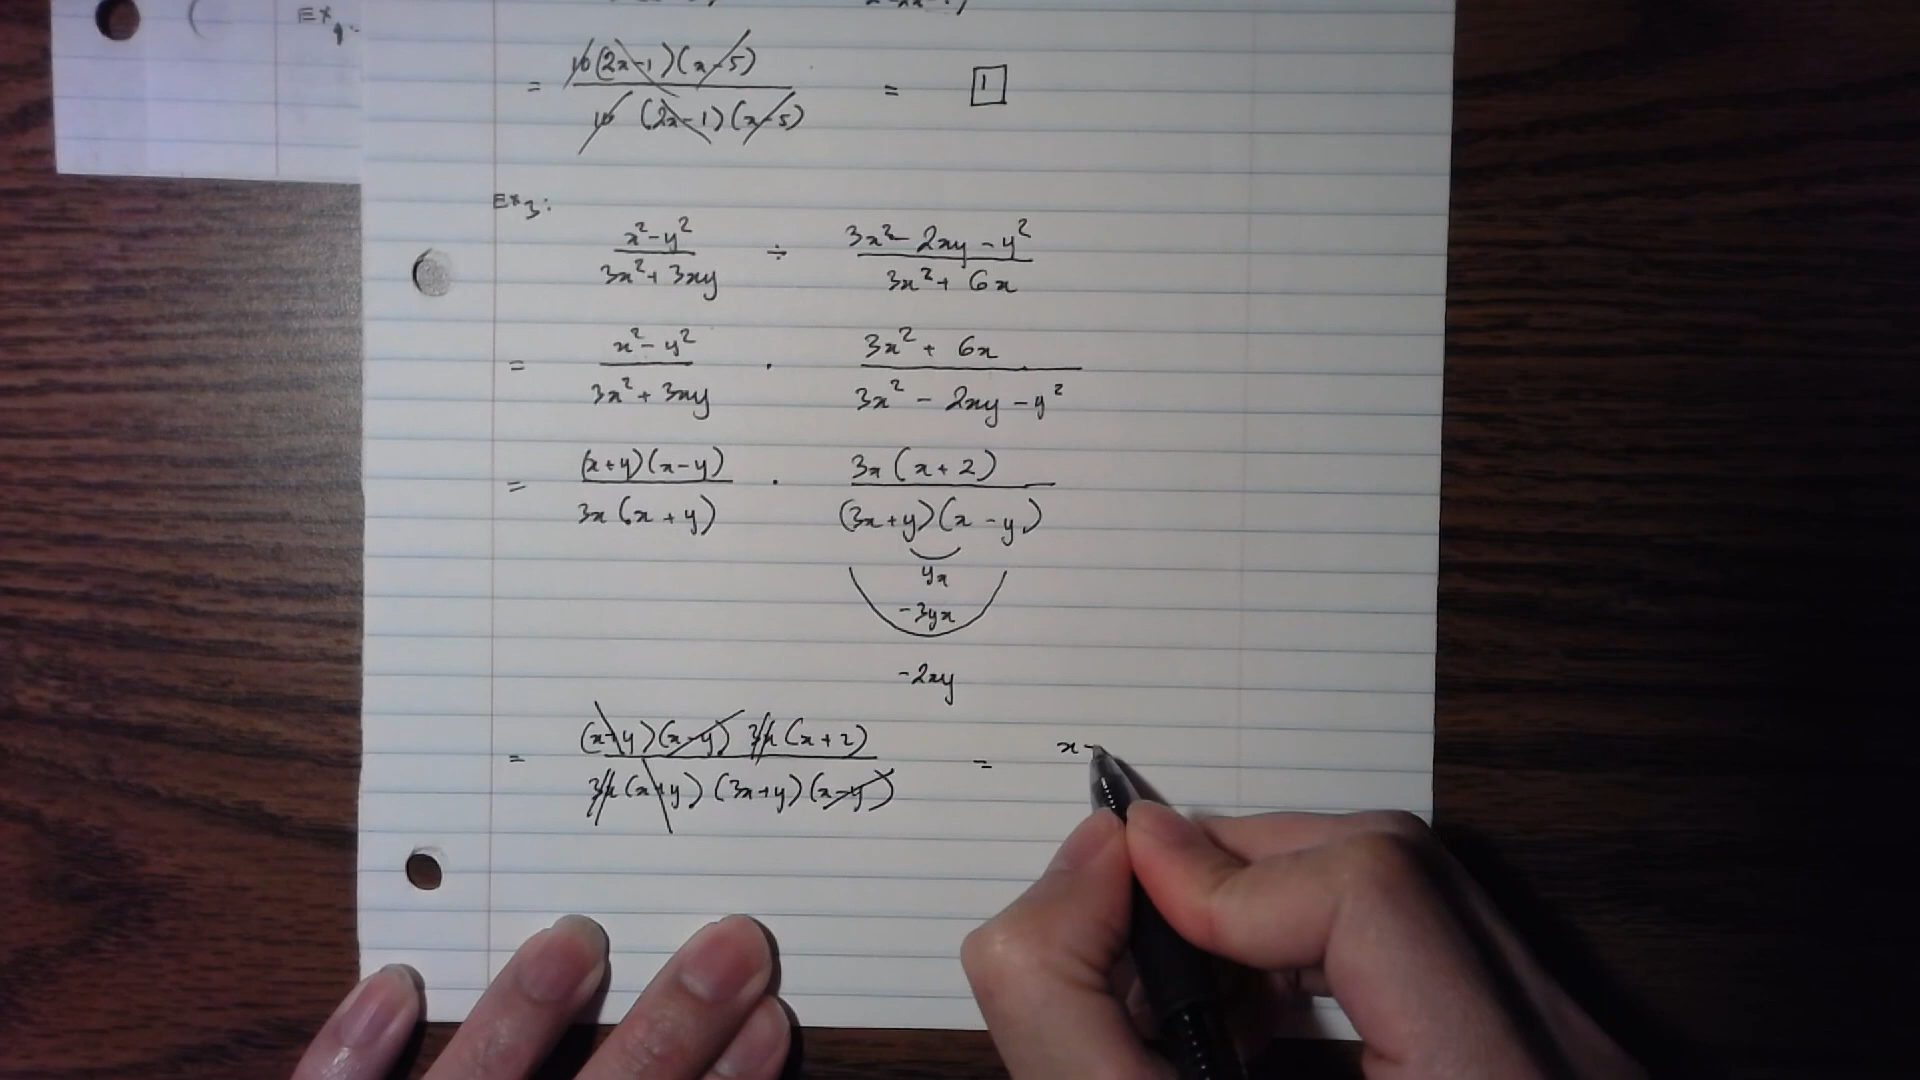 Ex
= 10(2x-1)(x-5) / 10 (2x-1)(x-5) = 1
Ex3:
x²-y² / 3x²+3xy ÷ 3x²-2xy-y² / 3x²+6x
= x²-y² / 3x²+3xy · 3x²+6x / 3x²-2xy-y²
= (x+y)(x-y) / 3x(x+y) · 3x(x+2) / (3x+y)(x-y)
yx
-3yx
-2xy
= (x+y)(x-y) 3x(x+2) / 3x(x+y)(3x+y)(x-y) = x